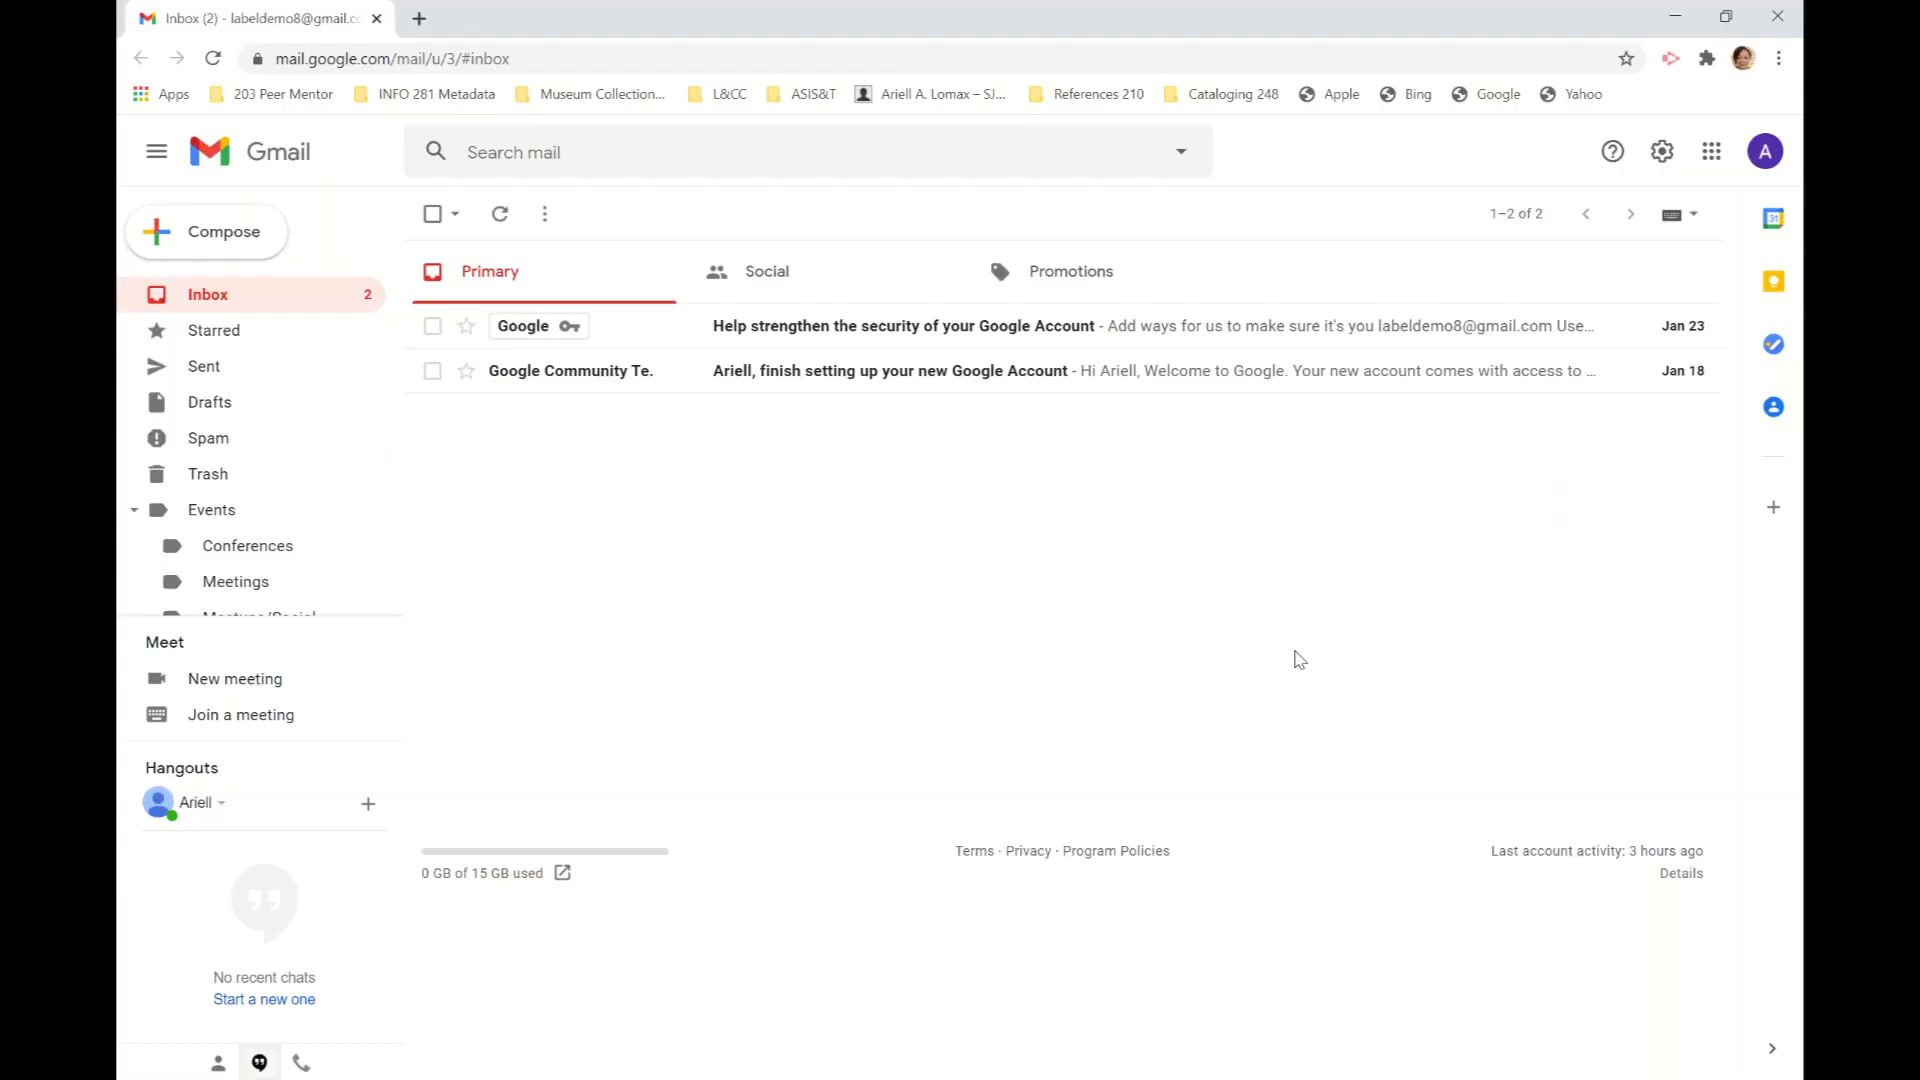 Inbox (2) - labeldemo8@gmail.c
mail.google.com/mail/u/3/#inbox
Apps 203 Peer Mentor INFO 281 Metadata Museum Collection... L&CC ASIS&T Ariell A. Lomax – SJ... References 210 Cataloging 248 Apple Bing Google Yahoo
Gmail
Search mail
A
Compose
1–2 of 2
31
Primary
Social
Promotions
Inbox 2
Google Help strengthen the security of your Google Account - Add ways for us to make sure it's you labeldemo8@gmail.com Use... Jan 23
Google Community Te. Ariell, finish setting up your new Google Account - Hi Ariell, Welcome to Google. Your new account comes with access to ... Jan 18
Starred
Sent
Drafts
Spam
Trash
Events
Conferences
Meetings
Meetups/Social
Meet
New meeting
Join a meeting
Hangouts
Ariell
No recent chats
Start a new one
0 GB of 15 GB used
Terms · Privacy · Program Policies
Last account activity: 3 hours ago
Details